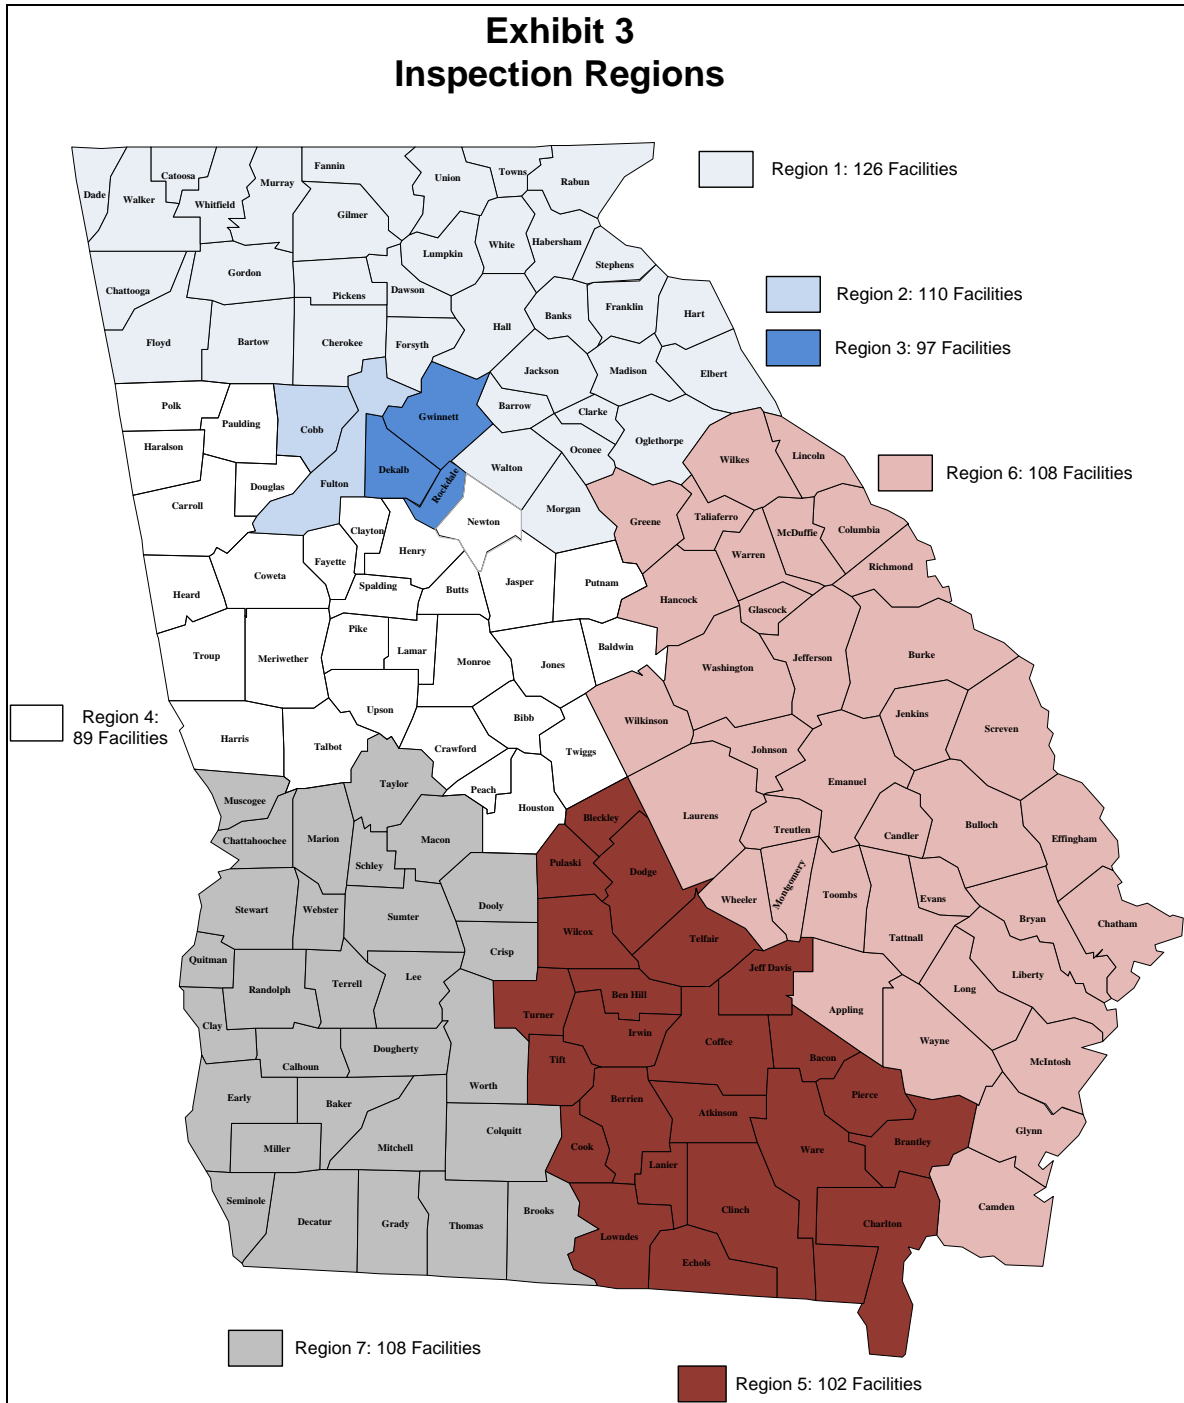 Exhibit 3
Inspection Regions
Region 1: 126 Facilities
Region 2: 110 Facilities
Region 3: 97 Facilities
Region 6: 108 Facilities
Region 4:
89 Facilities
Region 7: 108 Facilities
Region 5: 102 Facilities
Dade
Walker
Catoosa
Whitfield
Murray
Fannin
Gilmer
Union
Towns
Rabun
Lumpkin
White
Habersham
Stephens
Chattooga
Gordon
Pickens
Dawson
Hall
Banks
Franklin
Hart
Floyd
Bartow
Cherokee
Forsyth
Jackson
Madison
Elbert
Polk
Paulding
Cobb
Gwinnett
Barrow
Clarke
Oconee
Oglethorpe
Wilkes
Lincoln
Haralson
Douglas
Fulton
Dekalb
Rockdale
Walton
Morgan
Greene
Taliaferro
McDuffie
Columbia
Carroll
Clayton
Newton
Warren
Richmond
Heard
Coweta
Fayette
Henry
Spalding
Butts
Jasper
Putnam
Hancock
Glascock
Troup
Meriwether
Pike
Lamar
Monroe
Jones
Baldwin
Washington
Jefferson
Burke
Harris
Talbot
Upson
Crawford
Bibb
Twiggs
Wilkinson
Johnson
Jenkins
Screven
Muscogee
Taylor
Peach
Houston
Bleckley
Laurens
Treutlen
Emanuel
Candler
Bulloch
Effingham
Chattahoochee
Marion
Schley
Macon
Pulaski
Dodge
Wheeler
Montgomery
Toombs
Evans
Bryan
Chatham
Stewart
Webster
Sumter
Dooly
Wilcox
Telfair
Tattnall
Quitman
Randolph
Terrell
Lee
Crisp
Jeff Davis
Appling
Long
Liberty
Clay
Calhoun
Dougherty
Turner
Ben Hill
Irwin
Coffee
Bacon
Wayne
McIntosh
Early
Baker
Worth
Tift
Berrien
Atkinson
Pierce
Brantley
Glynn
Miller
Mitchell
Colquitt
Cook
Lanier
Ware
Camden
Seminole
Decatur
Grady
Thomas
Brooks
Lowndes
Echols
Clinch
Charlton